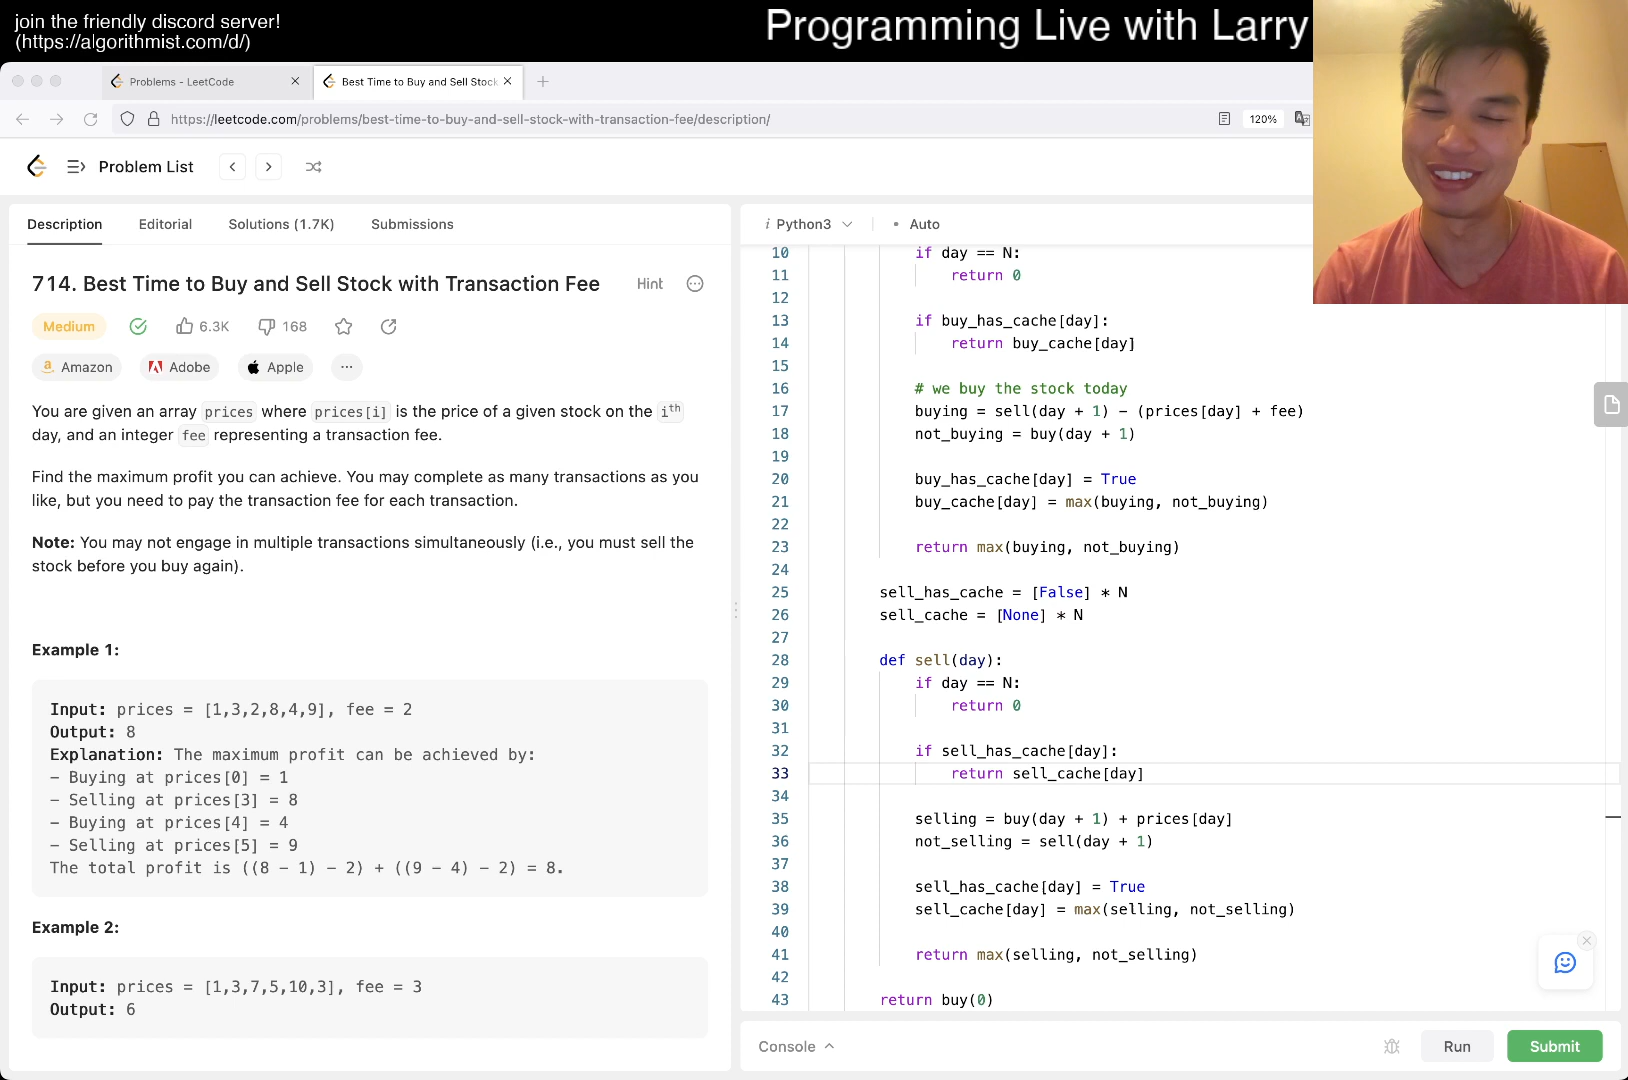 join the friendly discord server!
(https://algorithmist.com/d/)
Programming Live with Larry
Problems - LeetCode
Best Time to Buy and Sell Stock
https://leetcode.com/problems/best-time-to-buy-and-sell-stock-with-transaction-fee/description/
120%
Problem List
Description
Editorial
Solutions (1.7K)
Submissions
714. Best Time to Buy and Sell Stock with Transaction Fee
Hint
Medium
6.3K
168
Amazon
Adobe
Apple
You are given an array prices where prices[i] is the price of a given stock on the ith
day, and an integer fee representing a transaction fee.
Find the maximum profit you can achieve. You may complete as many transactions as you
like, but you need to pay the transaction fee for each transaction.
Note: You may not engage in multiple transactions simultaneously (i.e., you must sell the
stock before you buy again).
Example 1:
Input: prices = [1,3,2,8,4,9], fee = 2
Output: 8
Explanation: The maximum profit can be achieved by:
- Buying at prices[0] = 1
- Selling at prices[3] = 8
- Buying at prices[4] = 4
- Selling at prices[5] = 9
The total profit is ((8 - 1) - 2) + ((9 - 4) - 2) = 8.
Example 2:
Input: prices = [1,3,7,5,10,3], fee = 3
Output: 6
i Python3
Auto
10 if day == N:
11 return 0
12
13 if buy_has_cache[day]:
14 return buy_cache[day]
15
16 # we buy the stock today
17 buying = sell(day + 1) - (prices[day] + fee)
18 not_buying = buy(day + 1)
19
20 buy_has_cache[day] = True
21 buy_cache[day] = max(buying, not_buying)
22
23 return max(buying, not_buying)
24
25 sell_has_cache = [False] * N
26 sell_cache = [None] * N
27
28 def sell(day):
29 if day == N:
30 return 0
31
32 if sell_has_cache[day]:
33 return sell_cache[day]
34
35 selling = buy(day + 1) + prices[day]
36 not_selling = sell(day + 1)
37
38 sell_has_cache[day] = True
39 sell_cache[day] = max(selling, not_selling)
40
41 return max(selling, not_selling)
42
43 return buy(0)
Console
Run
Submit